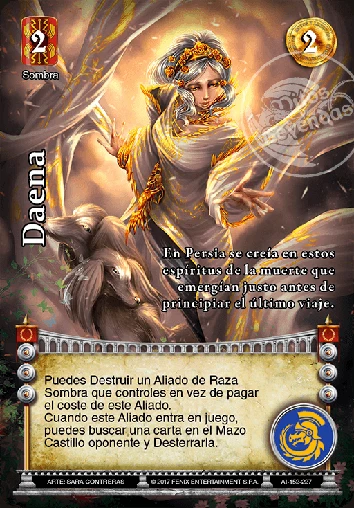 2
2
Sombra
Mitos
Leyendas
Daena
En Persia se creía en estos
espíritus de la muerte que
emergían justo antes de
principiar el último viaje.
Puedes Destruir un Aliado de Raza
Sombra que controles en vez de pagar
el coste de este Aliado.
Cuando este Aliado entra en juego,
puedes buscar una carta en el Mazo
Castillo oponente y Desterrarla.
ARTE: SARA CONTRERAS
© 2017 FENIX ENTERTAINMENT S.P.A.